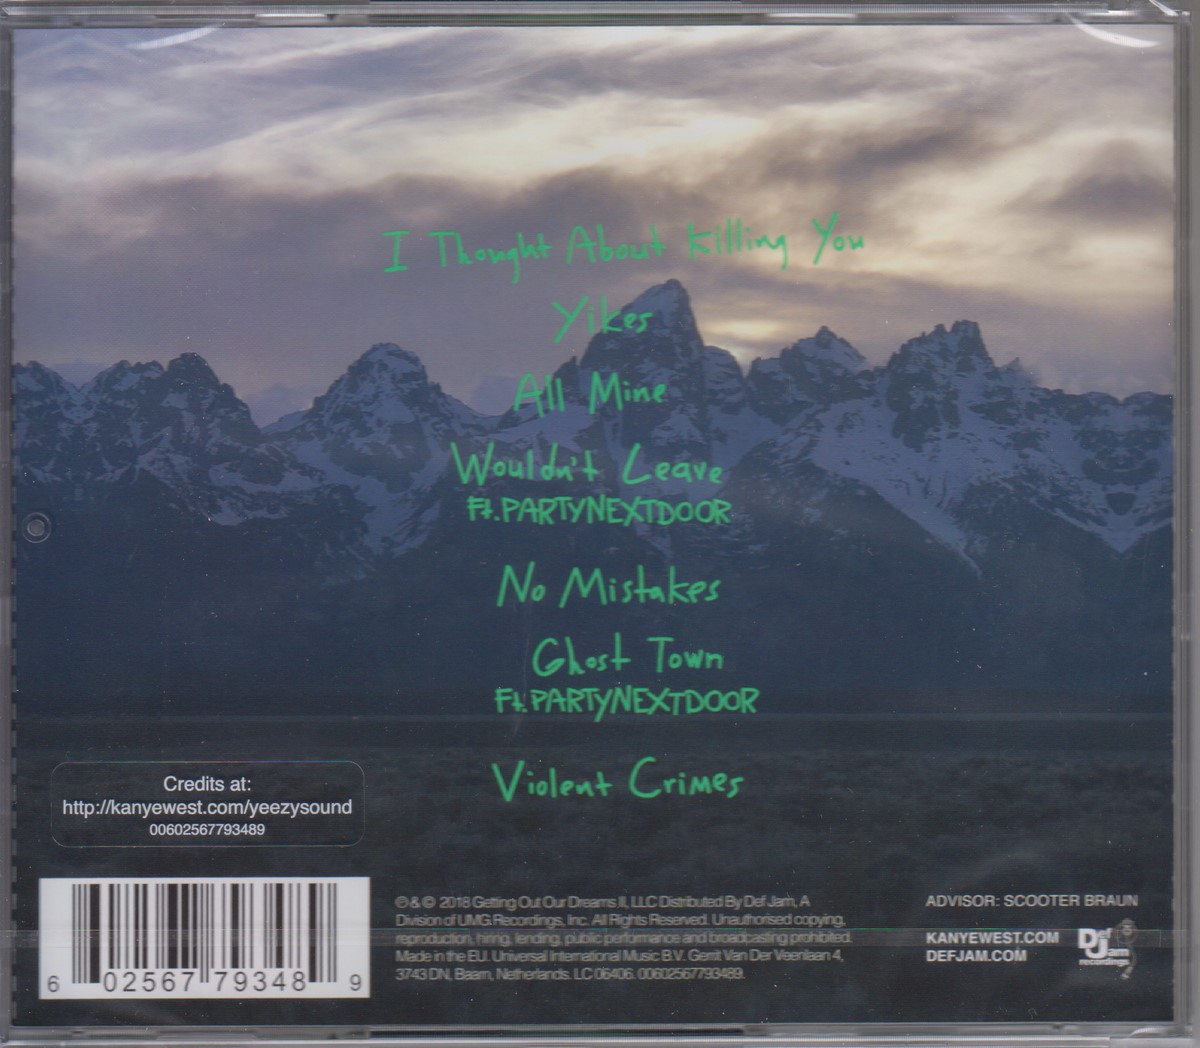 I Thought About Killing You
Yikes
All Mine
Wouldn't Leave
Ft.PARTYNEXTDOOR
No Mistakes
Ghost Town
Ft.PARTYNEXTDOOR
Violent Crimes
Credits at:
http://kanyewest.com/yeezysound
00602567793489
6 02567 79348 9
℗ & © 2018 Getting Out Our Dreams II, LLC Distributed By Def Jam, A
Division of UMG Recordings, Inc. All Rights Reserved. Unauthorised copying,
reproduction, hiring, lending, public performance and broadcasting prohibited.
Made in the EU. Universal International Music B.V. Gerrit Van Der Veenlaan 4,
3743 DN, Baarn, Netherlands. LC 06406. 00602567793489.
ADVISOR: SCOOTER BRAUN
KANYEWEST.COM
DEFJAM.COM
Def
Jam
recordings